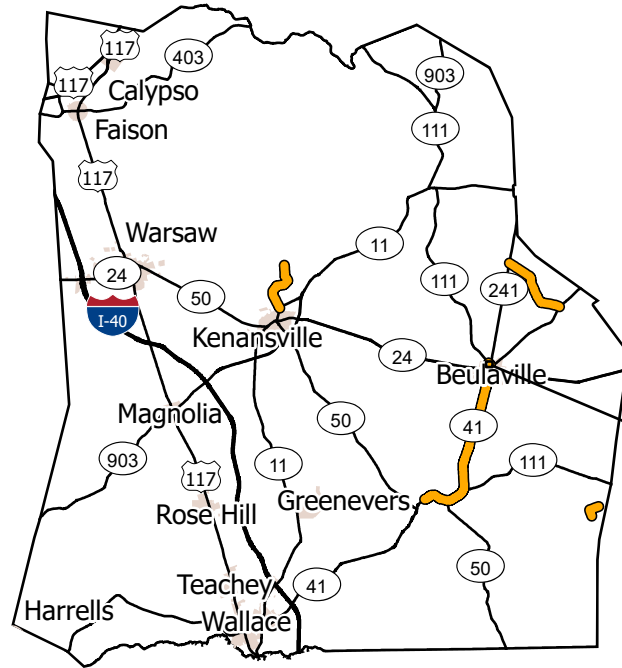 117
403
903
Calypso
117
111
Faison
117
Warsaw
11
24
111
241
50
I-40
Kenansville
24
Beulaville
Magnolia
50
41
903
11
111
117
Greenevers
Rose Hill
50
Teachey
41
Harrells
Wallace